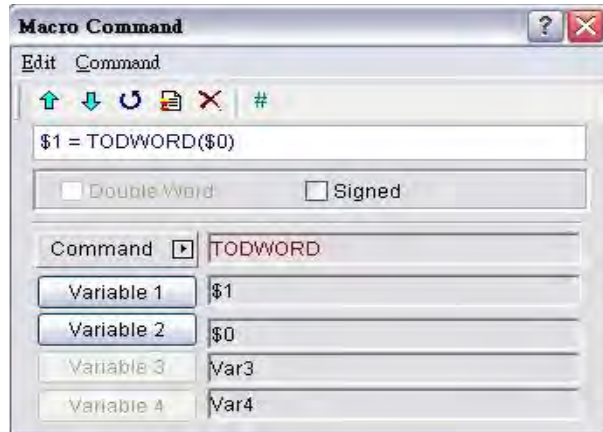 Macro Command ?
Edit Command
#
$1 = TODWORD($0)
Double Word Signed
Command TODWORD
Variable 1 $1
Variable 2 $0
Variable 3 Var3
Variable 4 Var4